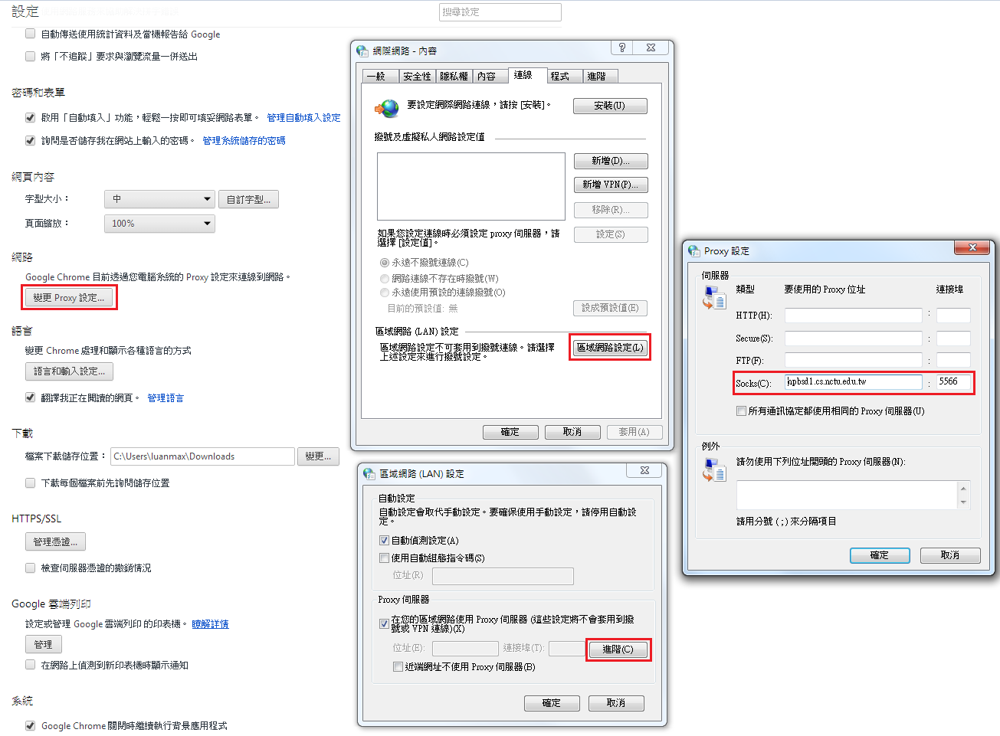 設定
搜尋設定
自動傳送使用統計資料及當機報告給 Google
將「不追蹤」要求與瀏覽流量一併送出
密碼和表單
啟用「自動填入」功能，輕鬆一按即可填妥網路表單。 管理自動填入設定
詢問是否儲存我在網站上輸入的密碼。 管理系統儲存的密碼
網頁內容
字型大小：
中
自訂字型...
頁面縮放：
100%
網路
Google Chrome 目前透過您電腦系統的 Proxy 設定來連線到網路。
變更 Proxy 設定...
語言
變更 Chrome 處理和顯示各種語言的方式
語言和輸入設定...
翻譯我正在閱讀的網頁。 管理語言
下載
檔案下載儲存位置：
C:\Users\luanmax\Downloads
變更...
下載每個檔案前先詢問儲存位置
HTTPS/SSL
管理憑證...
檢查伺服器憑證的撤銷情況
Google 雲端列印
設定或管理 Google 雲端列印 的印表機。 瞭解詳情
管理
在網路上偵測到新印表機時顯示通知
系統
Google Chrome 關閉時繼續執行背景應用程式
網際網路 - 內容
一般
安全性
隱私權
內容
連線
程式
進階
要設定網際網路連線，請按 [安裝]。
安裝(U)
撥號及虛擬私人網路設定值
新增(D)...
新增 VPN(P)...
移除(R)...
如果您設定連線時必須設定 proxy 伺服器，請
選擇 [設定值]。
設定(S)
永遠不撥號連線(C)
網路連線不存在時撥號(W)
永遠使用預設的連線撥號(O)
目前的預設值: 無
設成預設值(E)
區域網路 (LAN) 設定
區域網路設定不可套用到撥號連線。請選擇
上述設定來進行撥號設定。
區域網路設定(L)
確定
取消
套用(A)
區域網路 (LAN) 設定
自動設定
自動設定會取代手動設定。要確保使用手動設定，請停用自動設
定。
自動偵測設定(A)
使用自動組態指令碼(S)
位址(R)
Proxy 伺服器
在您的區域網路使用 Proxy 伺服器 (這些設定將不會套用到撥
號或 VPN 連線)(X)
位址(E):
連接埠(T):
進階(C)
近端網址不使用 Proxy 伺服器(B)
確定
取消
Proxy 設定
伺服器
類型
要使用的 Proxy 位址
連接埠
HTTP(H):
:
Secure(S):
:
FTP(F):
:
Socks(C):
npbsd1.cs.nctu.edu.tw
:
5566
所有通訊協定都使用相同的 Proxy 伺服器(U)
例外
請勿使用下列位址開頭的 Proxy 伺服器(N):
請用分號 (;) 來分隔項目
確定
取消